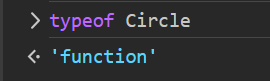 > typeof Circle
<· 'function'